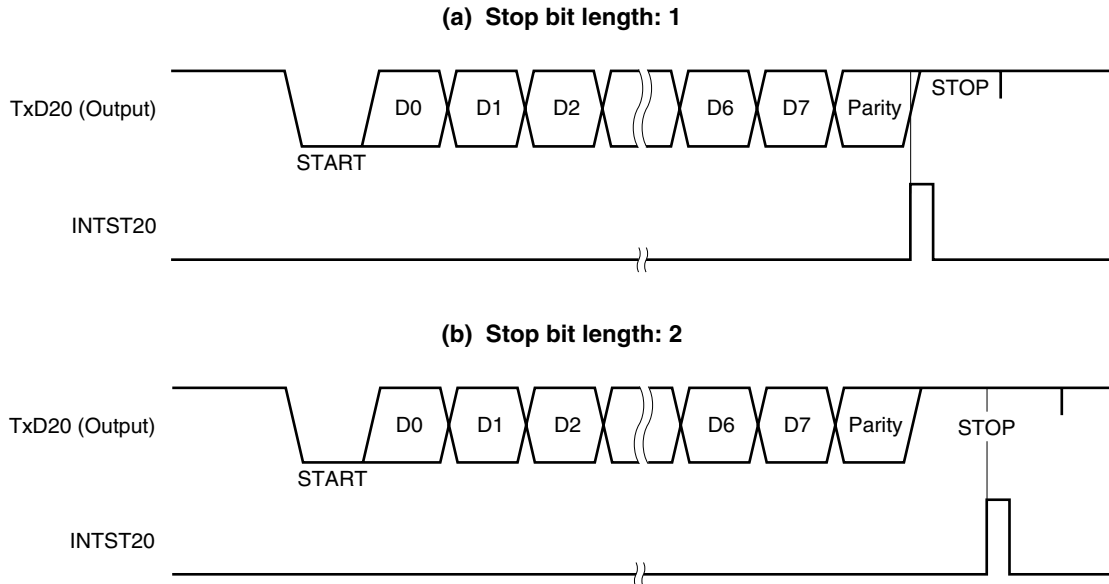 (a) Stop bit length: 1
TxD20 (Output)
D0 D1 D2 D6 D7 Parity STOP
START
INTST20
(b) Stop bit length: 2
TxD20 (Output)
D0 D1 D2 D6 D7 Parity STOP
START
INTST20